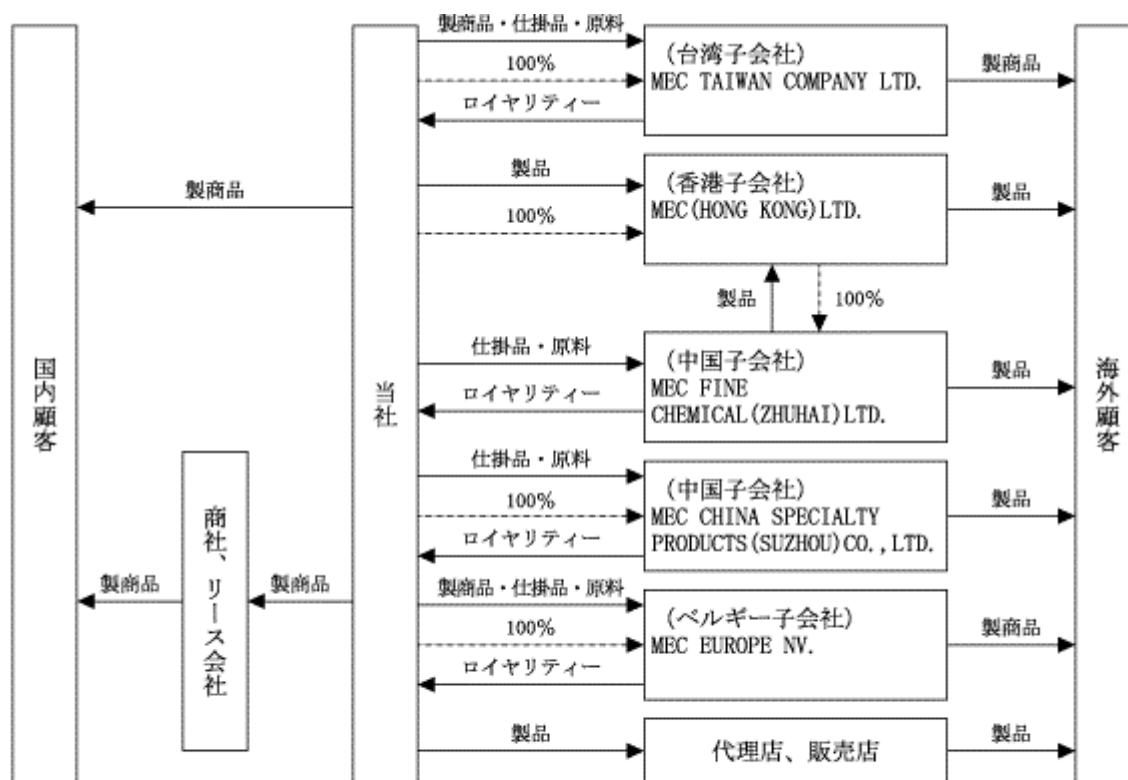 国内顧客
製商品
製商品
商社、リース会社
製商品
当社
製商品・仕掛品・原料
100%
ロイヤリティー
(台湾子会社)
MEC TAIWAN COMPANY LTD.
製商品
製品
100%
(香港子会社)
MEC(HONG KONG)LTD.
製品
製品
100%
仕掛品・原料
ロイヤリティー
(中国子会社)
MEC FINE
CHEMICAL(ZHUHAI)LTD.
製品
仕掛品・原料
100%
ロイヤリティー
(中国子会社)
MEC CHINA SPECIALTY
PRODUCTS(SUZHOU)CO.,LTD.
製品
製商品・仕掛品・原料
100%
ロイヤリティー
(ベルギー子会社)
MEC EUROPE NV.
製商品
製品
代理店、販売店
製品
海外顧客